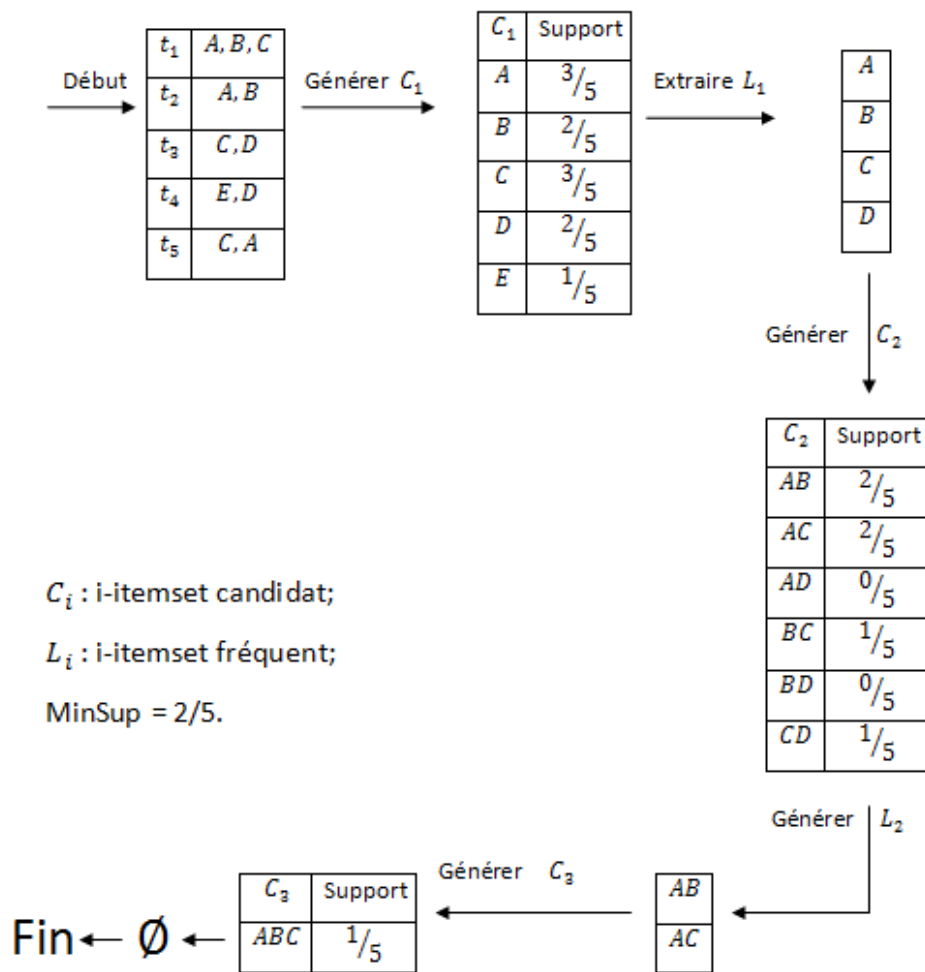 Début
t₁ A, B, C
t₂ A, B
t₃ C, D
t₄ E, D
t₅ C, A
Générer C₁
C₁ Support
A 3/5
B 2/5
C 3/5
D 2/5
E 1/5
Extraire L₁
A
B
C
D
Générer C₂
C₂ Support
AB 2/5
AC 2/5
AD 0/5
BC 1/5
BD 0/5
CD 1/5
Cᵢ : i-itemset candidat;
Lᵢ : i-itemset fréquent;
MinSup = 2/5.
Générer L₂
AB
AC
Générer C₃
C₃ Support
ABC 1/5
Ø
Fin